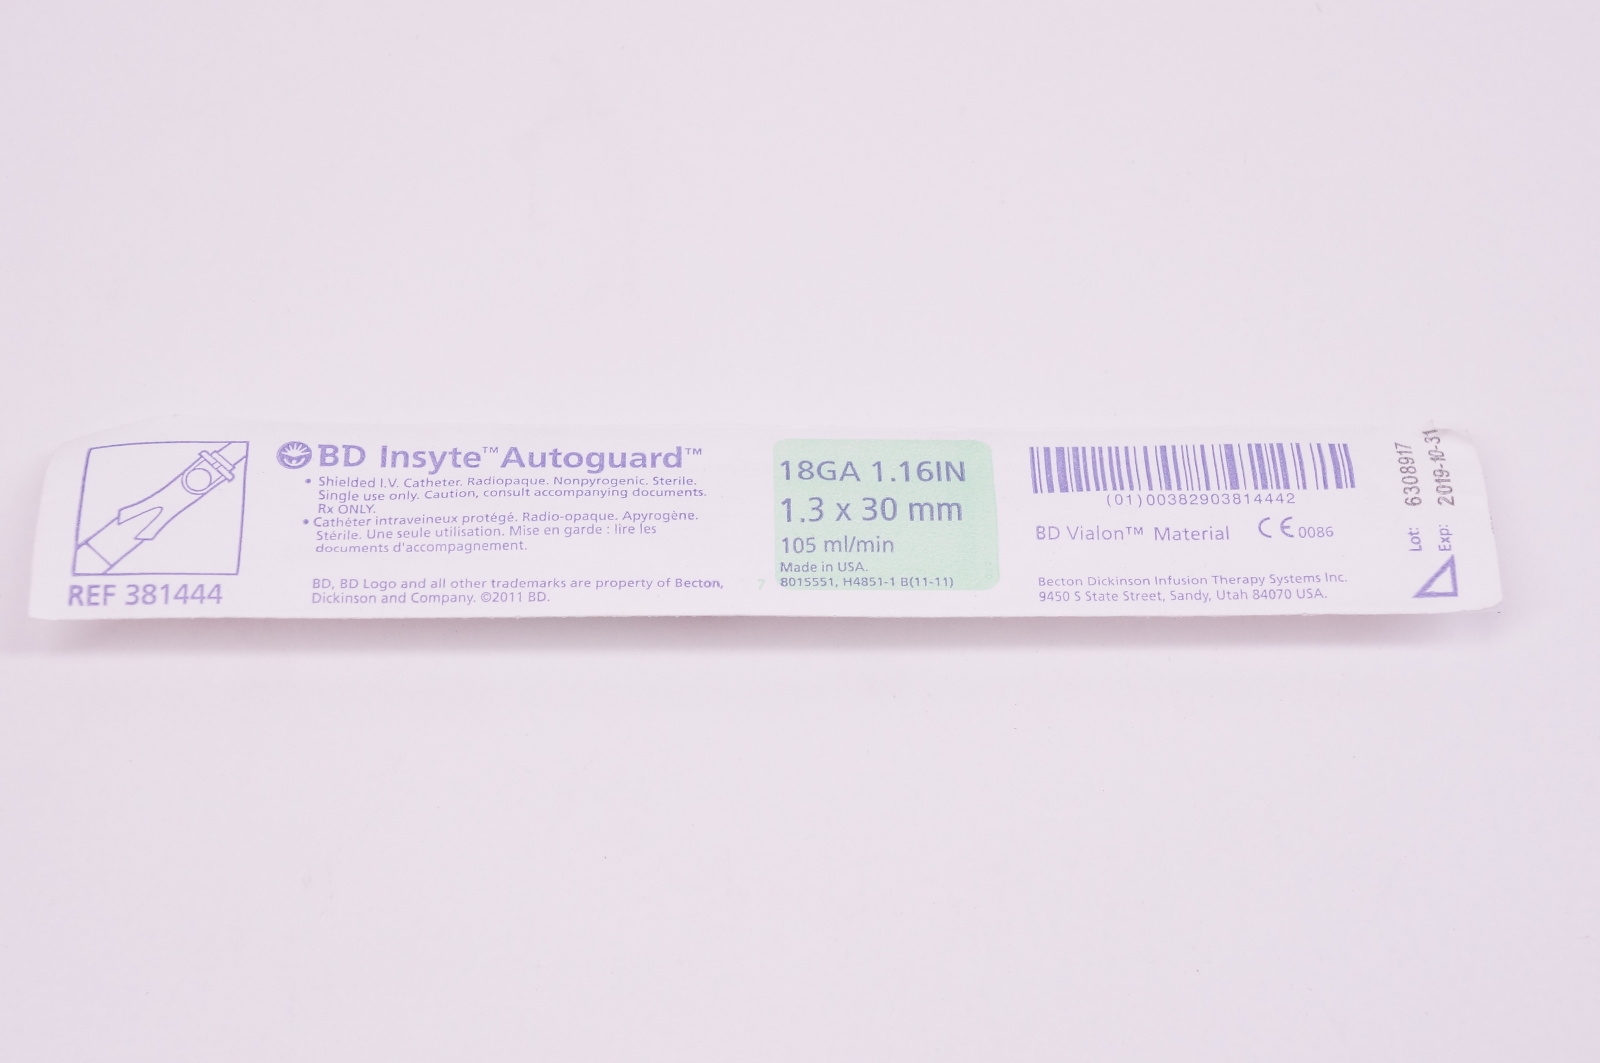 REF 381444
BD Insyte™ Autoguard™
• Shielded I.V. Catheter. Radiopaque. Nonpyrogenic. Sterile.
Single use only. Caution, consult accompanying documents.
Rx ONLY.
• Cathéter intraveineux protégé. Radio-opaque. Apyrogène.
Stérile. Une seule utilisation. Mise en garde : lire les
documents d'accompagnement.
BD, BD Logo and all other trademarks are property of Becton,
Dickinson and Company. ©2011 BD.
7
18GA 1.16IN
1.3 x 30 mm
105 ml/min
Made in USA.
8015551, H4851-1 B(11-11)
(01)00382903814442
BD Vialon™ Material CE 0086
Becton Dickinson Infusion Therapy Systems Inc.
9450 S State Street, Sandy, Utah 84070 USA.
Lot: 6308917
Exp: 2019-10-31